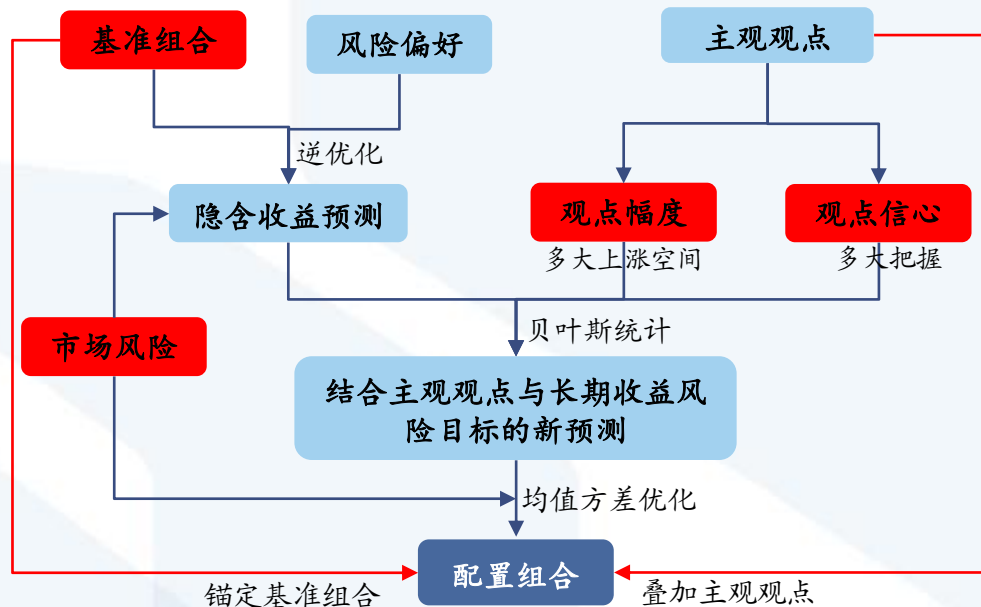 基准组合
风险偏好
主观观点
逆优化
隐含收益预测
观点幅度
观点信心
多大上涨空间
多大把握
市场风险
贝叶斯统计
结合主观观点与长期收益风
险目标的新预测
均值方差优化
配置组合
锚定基准组合
叠加主观观点